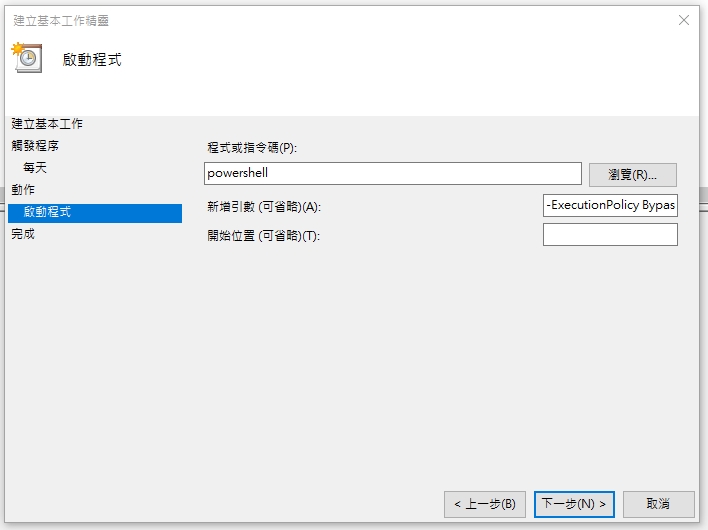 建立基本工作精靈
啟動程式
建立基本工作
觸發程序
每天
動作
啟動程式
完成
程式或指令碼(P):
powershell
瀏覽(R)...
新增引數 (可省略)(A):
-ExecutionPolicy Bypas
開始位置 (可省略)(T):
< 上一步(B)
下一步(N) >
取消